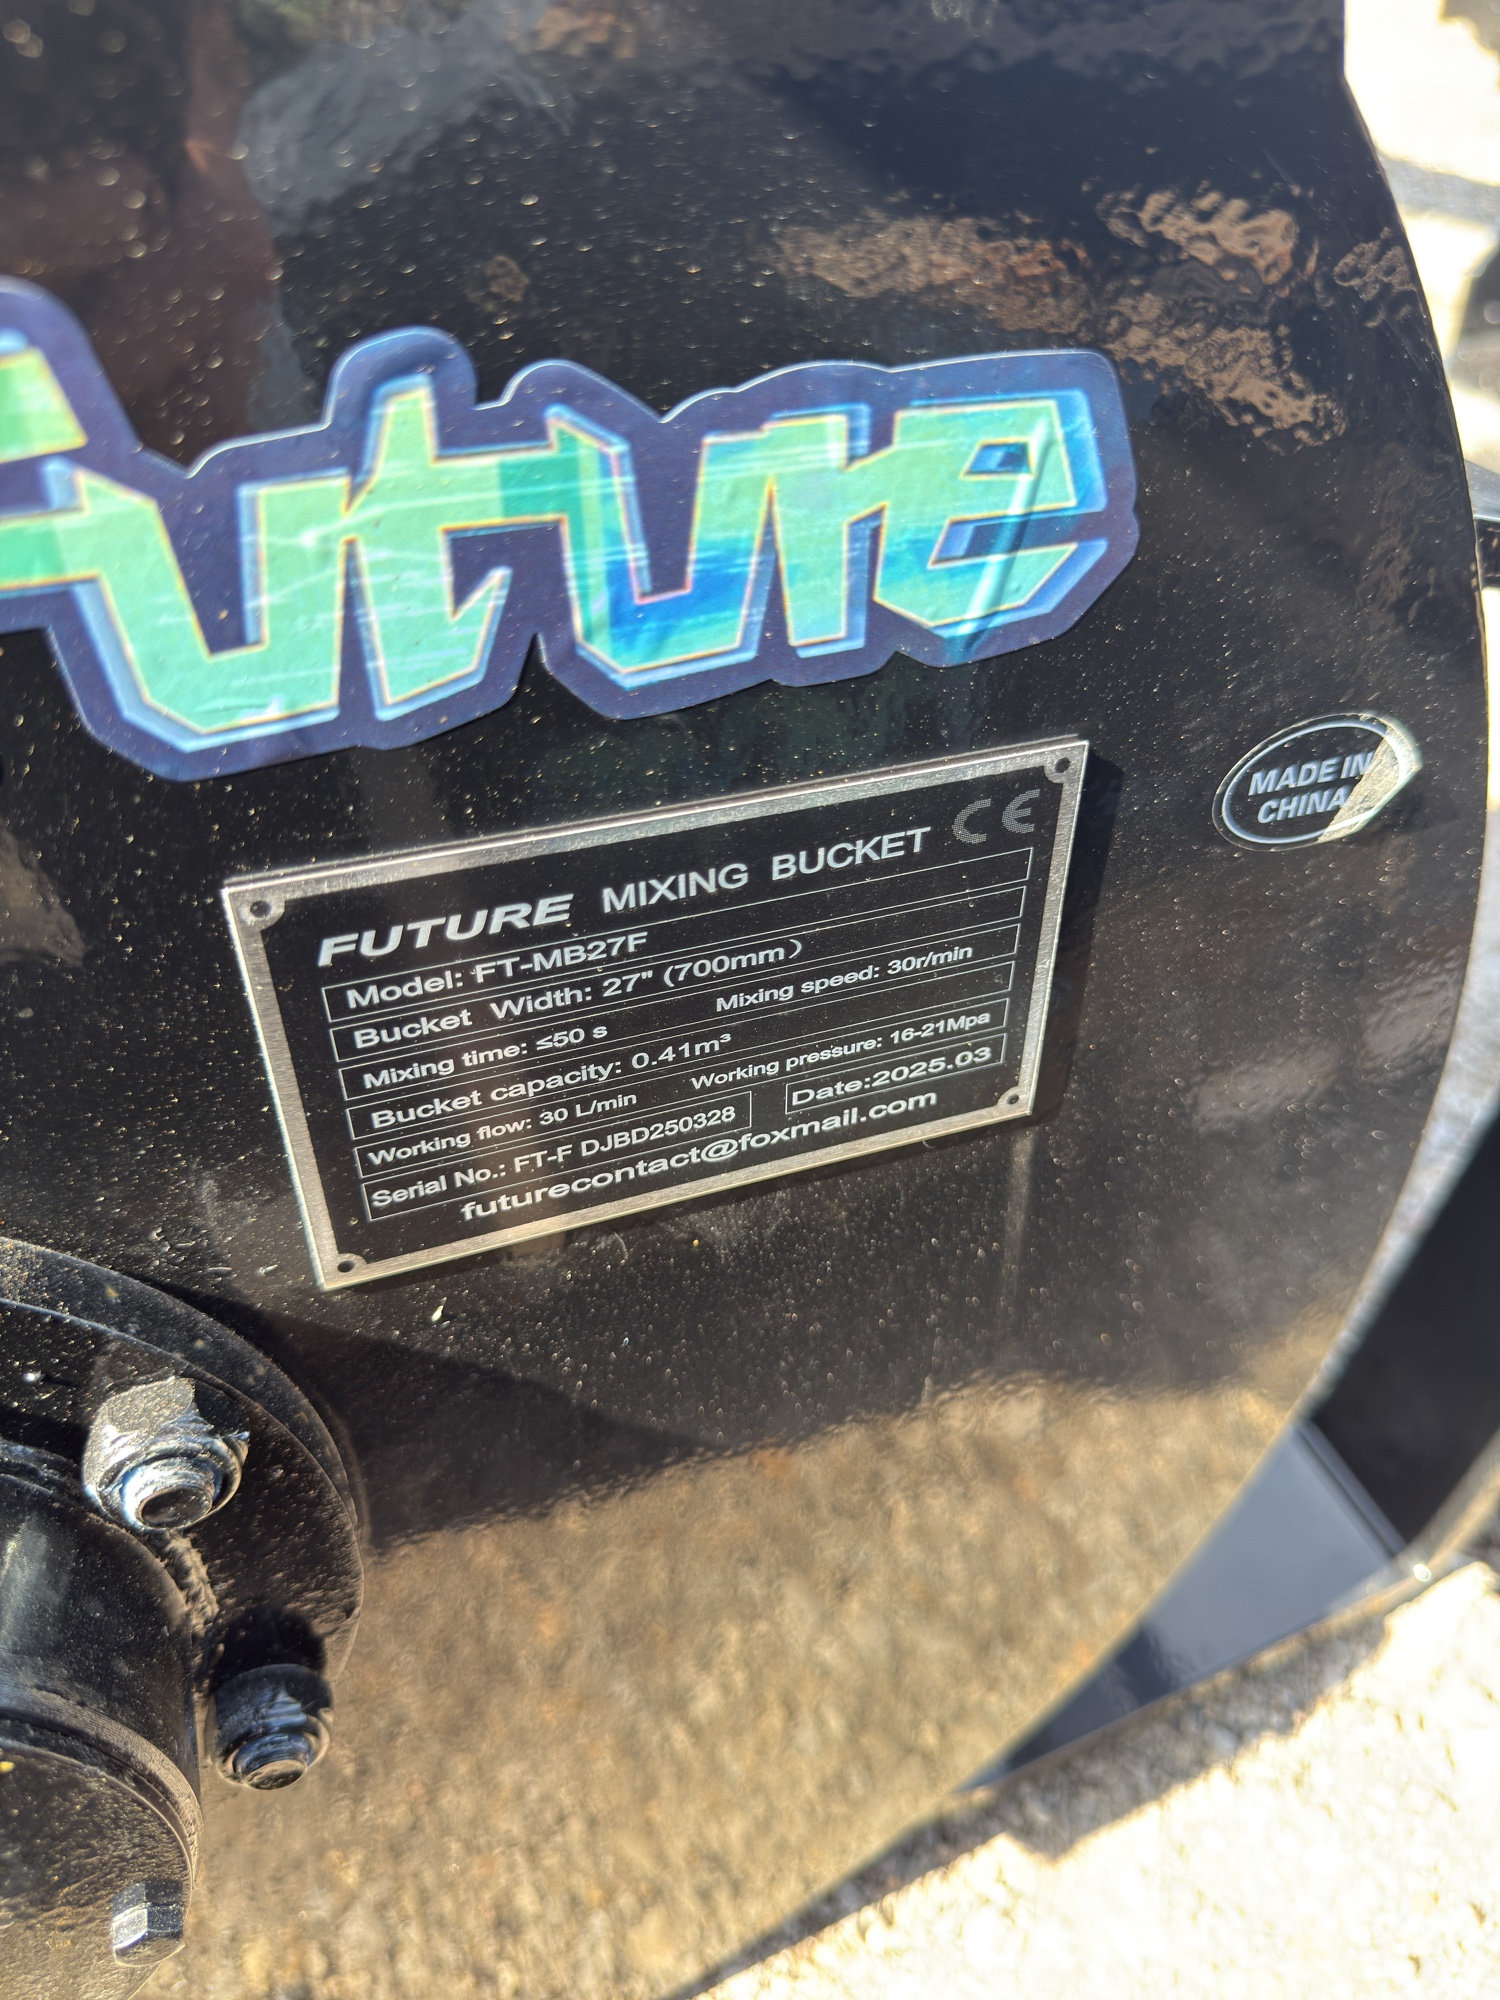 Future
MADE IN
CHINA
FUTURE MIXING BUCKET CE
Model: FT-MB27F
Bucket Width: 27" (700mm)
Mixing time: ≤50 s Mixing speed: 30r/min
Bucket capacity: 0.41m³
Working flow: 30 L/min Working pressure: 16-21Mpa
Serial No.: FT-F DJBD250328 Date:2025.03
futurecontact@foxmail.com